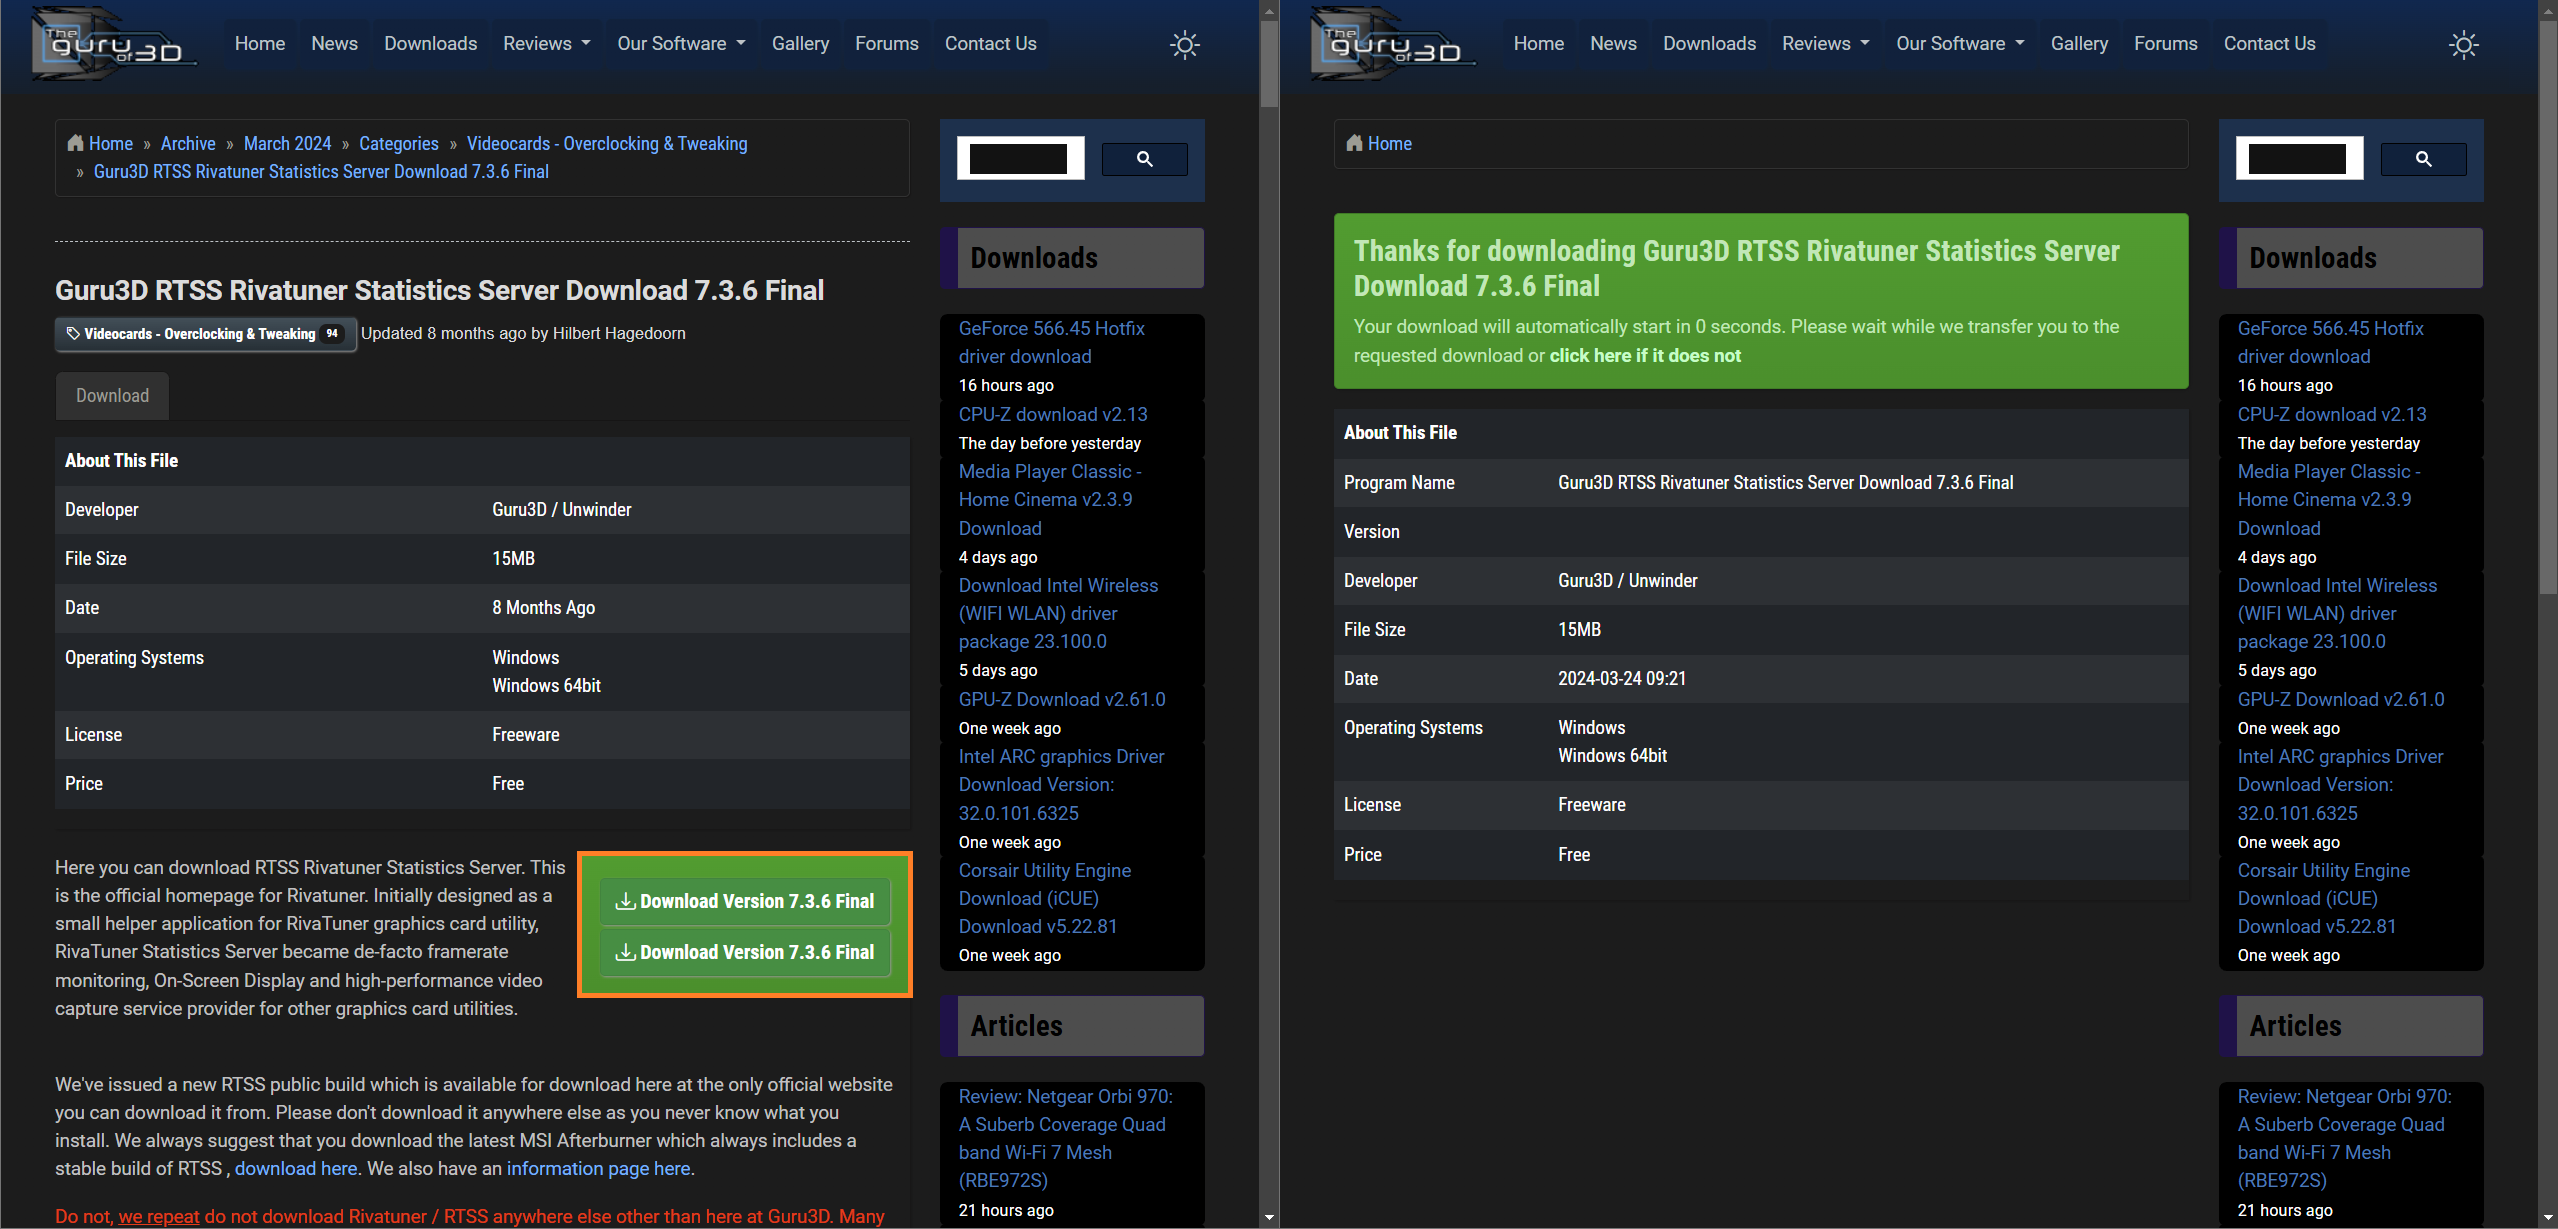 The
guru
of 3D
Home
News
Downloads
Reviews
Our Software
Gallery
Forums
Contact Us
Home » Archive » March 2024 » Categories » Videocards - Overclocking & Tweaking
» Guru3D RTSS Rivatuner Statistics Server Download 7.3.6 Final
Guru3D RTSS Rivatuner Statistics Server Download 7.3.6 Final
Videocards - Overclocking & Tweaking 94 Updated 8 months ago by Hilbert Hagedoorn
Download
About This File
Developer Guru3D / Unwinder
File Size 15MB
Date 8 Months Ago
Operating Systems Windows
Windows 64bit
License Freeware
Price Free
Here you can download RTSS Rivatuner Statistics Server. This
is the official homepage for Rivatuner. Initially designed as a
small helper application for RivaTuner graphics card utility,
RivaTuner Statistics Server became de-facto framerate
monitoring, On-Screen Display and high-performance video
capture service provider for other graphics card utilities.
Download Version 7.3.6 Final
Download Version 7.3.6 Final
We've issued a new RTSS public build which is available for download here at the only official website
you can download it from. Please don't download it anywhere else as you never know what you
install. We always suggest that you download the latest MSI Afterburner which always includes a
stable build of RTSS , download here. We also have an information page here.
Do not, we repeat do not download Rivatuner / RTSS anywhere else other than here at Guru3D. Many
Downloads
GeForce 566.45 Hotfix
driver download
16 hours ago
CPU-Z download v2.13
The day before yesterday
Media Player Classic -
Home Cinema v2.3.9
Download
4 days ago
Download Intel Wireless
(WIFI WLAN) driver
package 23.100.0
5 days ago
GPU-Z Download v2.61.0
One week ago
Intel ARC graphics Driver
Download Version:
32.0.101.6325
One week ago
Corsair Utility Engine
Download (iCUE)
Download v5.22.81
One week ago
Articles
Review: Netgear Orbi 970:
A Suberb Coverage Quad
band Wi-Fi 7 Mesh
(RBE972S)
21 hours ago
The
guru
of 3D
Home
News
Downloads
Reviews
Our Software
Gallery
Forums
Contact Us
Home
Thanks for downloading Guru3D RTSS Rivatuner Statistics Server
Download 7.3.6 Final
Your download will automatically start in 0 seconds. Please wait while we transfer you to the
requested download or click here if it does not
About This File
Program Name Guru3D RTSS Rivatuner Statistics Server Download 7.3.6 Final
Version
Developer Guru3D / Unwinder
File Size 15MB
Date 2024-03-24 09:21
Operating Systems Windows
Windows 64bit
License Freeware
Price Free
Downloads
GeForce 566.45 Hotfix
driver download
16 hours ago
CPU-Z download v2.13
The day before yesterday
Media Player Classic -
Home Cinema v2.3.9
Download
4 days ago
Download Intel Wireless
(WIFI WLAN) driver
package 23.100.0
5 days ago
GPU-Z Download v2.61.0
One week ago
Intel ARC graphics Driver
Download Version:
32.0.101.6325
One week ago
Corsair Utility Engine
Download (iCUE)
Download v5.22.81
One week ago
Articles
Review: Netgear Orbi 970:
A Suberb Coverage Quad
band Wi-Fi 7 Mesh
(RBE972S)
21 hours ago